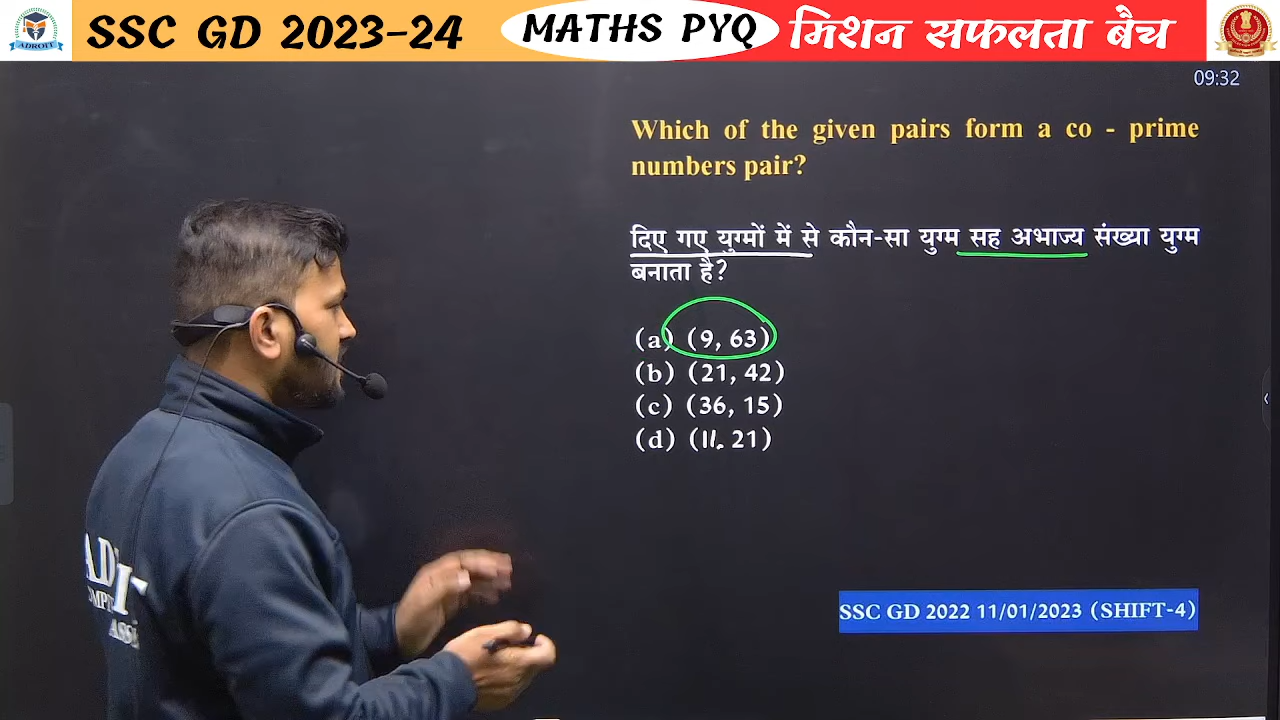 SSC GD 2023-24
MATHS PYQ
मिशन सफलता बैच
ADROIT
09:32
Which of the given pairs form a co - prime
numbers pair?
दिए गए युग्मों में से कौन-सा युग्म सह अभाज्य संख्या युग्म
बनाता है?
(a) (9, 63)
(b) (21, 42)
(c) (36, 15)
(d) (11, 21)
SSC GD 2022 11/01/2023 (SHIFT-4)